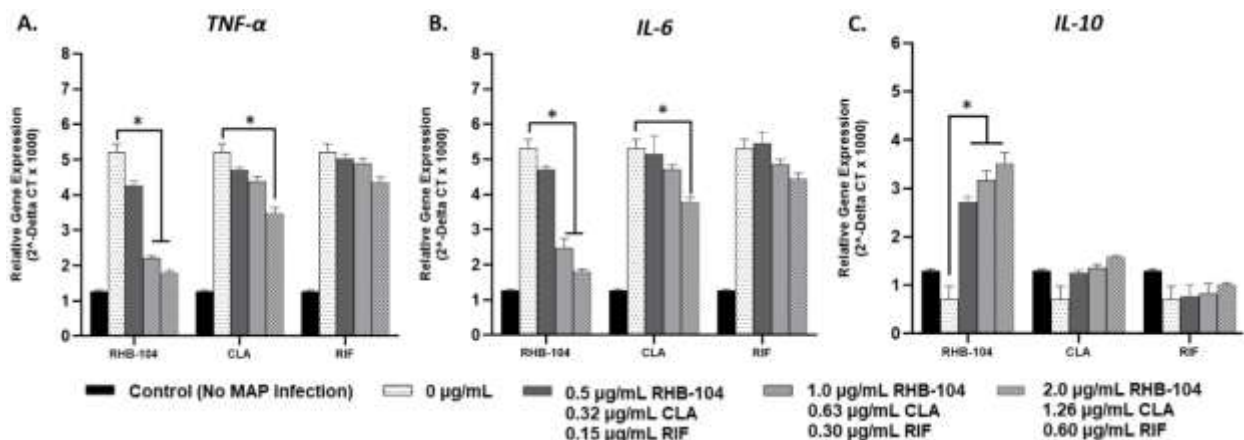 A.
TNF-α
Relative Gene Expression
(2^-Delta CT x 1000)
8
7
6
5
4
3
2
1
0
*
*
RHB-104
CLA
RIF
B.
IL-6
Relative Gene Expression
(2^-Delta CT x 1000)
8
7
6
5
4
3
2
1
0
*
*
RHB-104
CLA
RIF
C.
IL-10
Relative Gene Expression
(2^-Delta CT x 1000)
6
5
4
3
2
1
0
*
RHB-104
CLA
RIF
Control (No MAP Infection)
0 µg/mL
0.5 µg/mL RHB-104
0.32 µg/mL CLA
0.15 µg/mL RIF
1.0 µg/mL RHB-104
0.63 µg/mL CLA
0.30 µg/mL RIF
2.0 µg/mL RHB-104
1.26 µg/mL CLA
0.60 µg/mL RIF